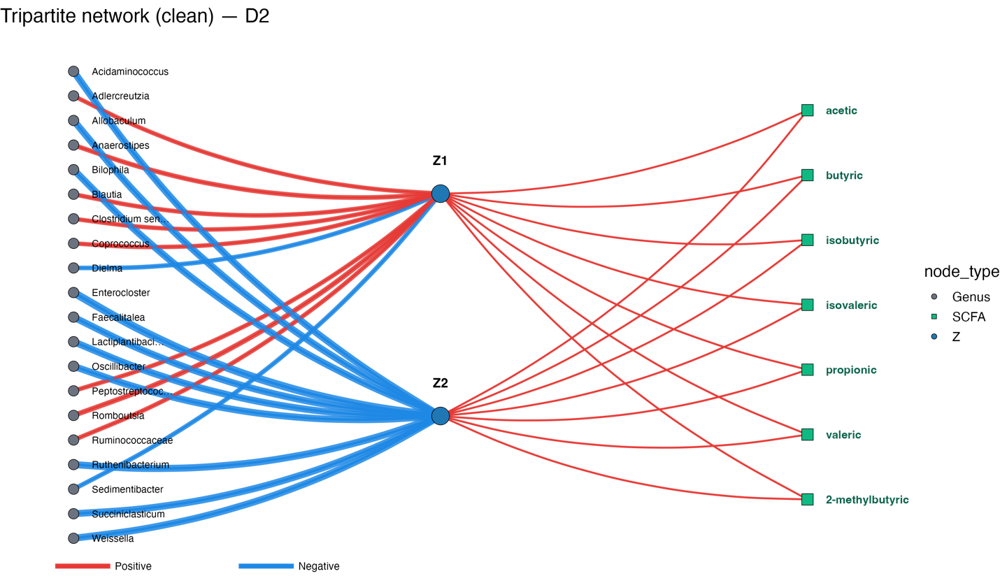 Tripartite network (clean) — D2
Acidaminococcus
Adlercreutzia
Allobaculum
Anaerostipes
Bilophila
Blautia
Clostridium sen…
Coprococcus
Dielma
Enterocloster
Faecalitalea
Lactiplantibaci…
Oscillibacter
Peptostreptococ…
Romboutsia
Ruminococcaceae
Ruthenibacterium
Sedimentibacter
Succiniclasticum
Weissella
Z1
Z2
acetic
butyric
isobutyric
isovaleric
propionic
valeric
2-methylbutyric
node_type
Genus
SCFA
Z
Positive
Negative